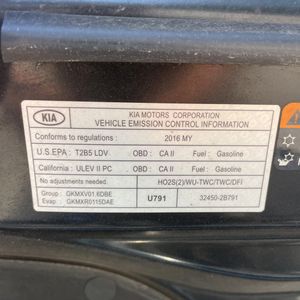 KIA
KIA MOTORS CORPORATION
VEHICLE EMISSION CONTROL INFORMATION
Conforms to regulations : 2016 MY
U.S.EPA : T2B5 LDV OBD : CA II Fuel : Gasoline
California : ULEV II PC OBD : CA II Fuel : Gasoline
No adjustments needed. HO2S(2)/WU-TWC/TWC/DFI
Group : GKMXV01.6DBE
Evap : GKMXR0115DAE
U791 32450-2B791